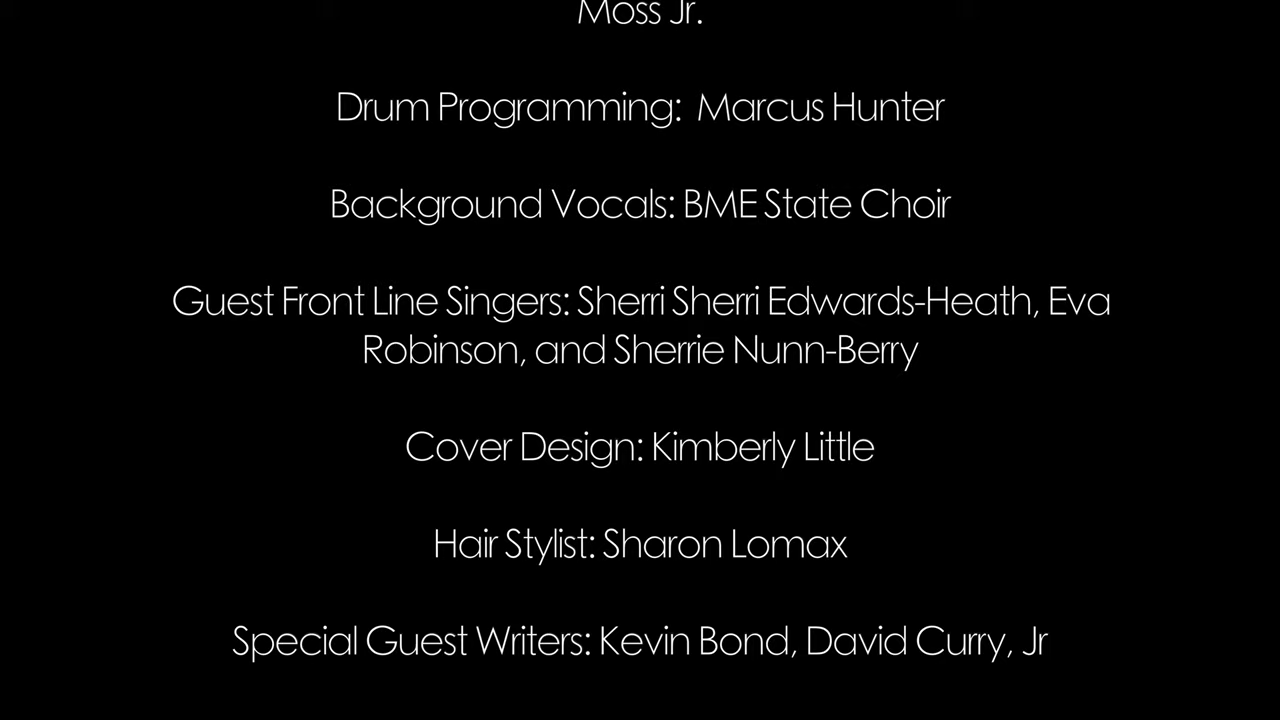 Moss Jr.
Drum Programming:  Marcus Hunter
Background Vocals: BME State Choir
Guest Front Line Singers: Sherri Sherri Edwards-Heath, Eva
Robinson, and Sherrie Nunn-Berry
Cover Design: Kimberly Little
Hair Stylist: Sharon Lomax
Special Guest Writers: Kevin Bond, David Curry, Jr